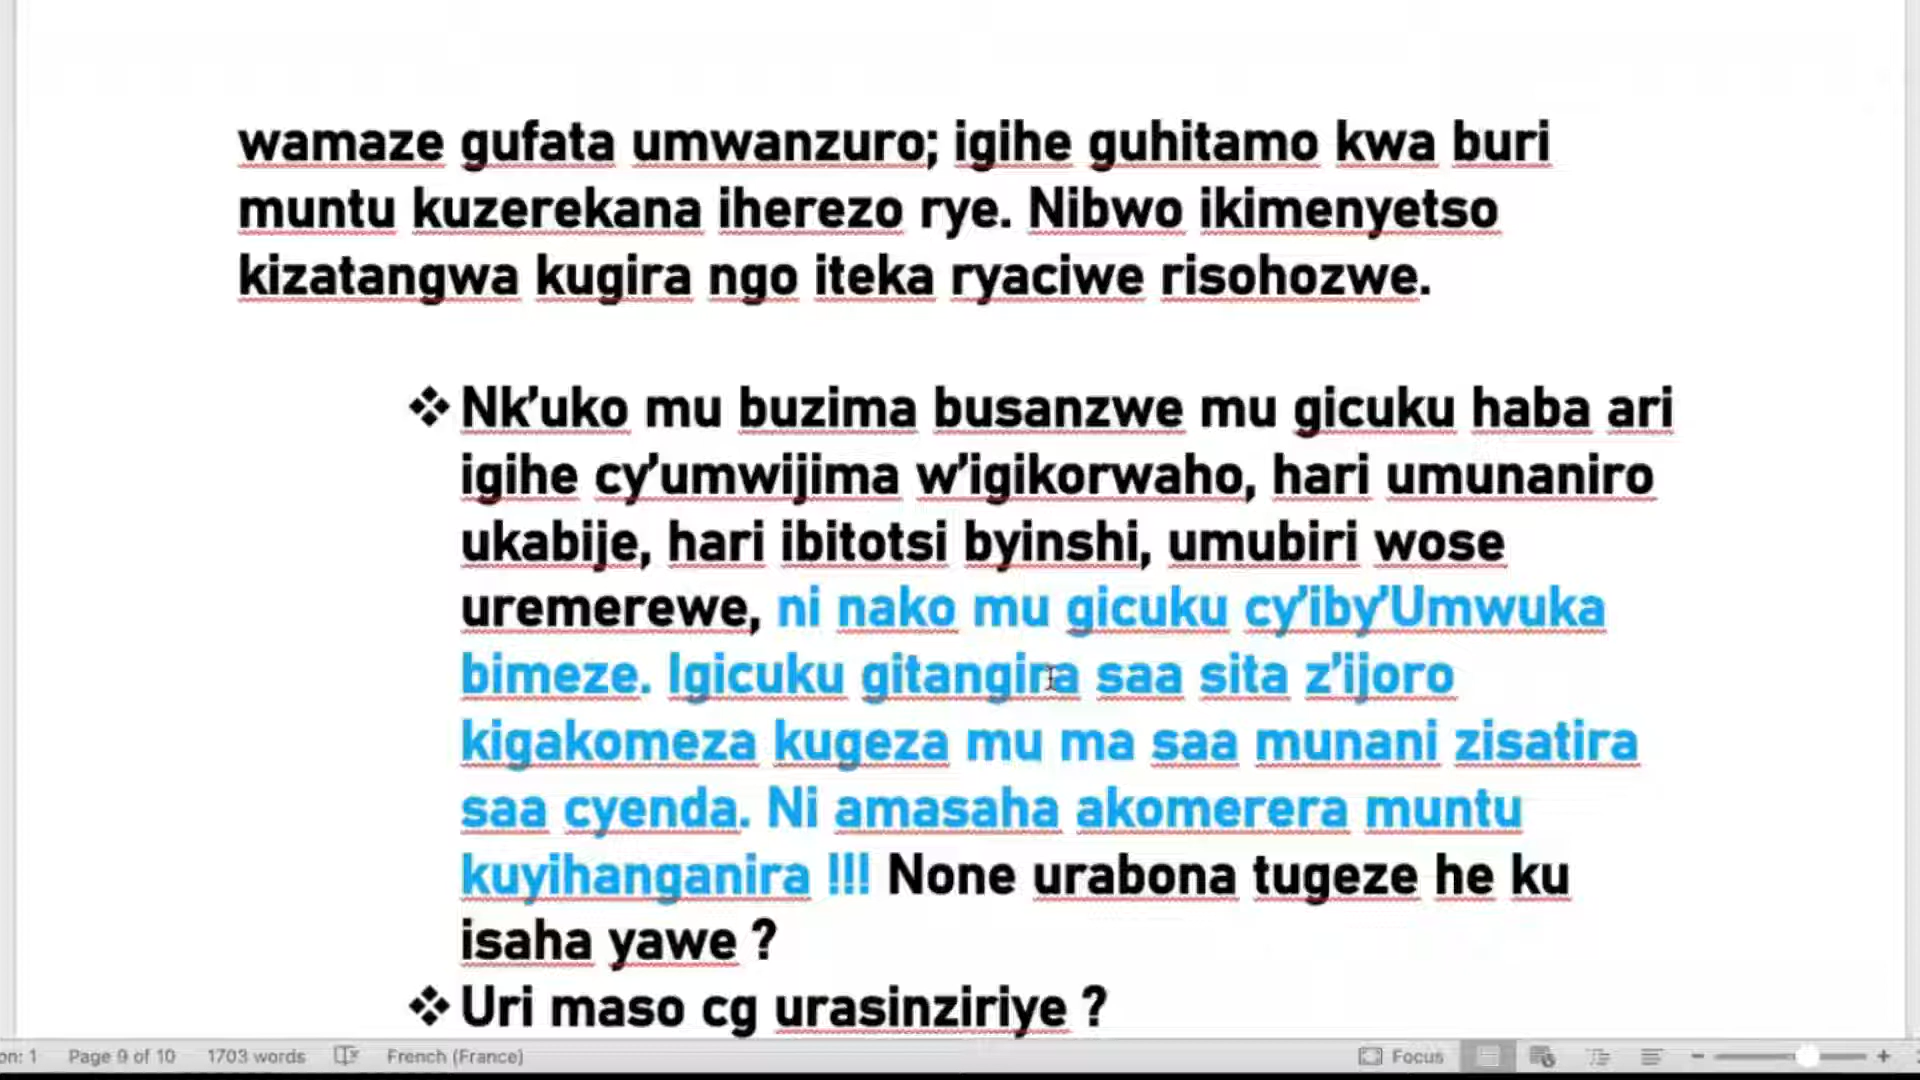 wamaze gufata umwanzuro; igihe guhitamo kwa buri
muntu kuzerekana iherezo rye. Nibwo ikimenyetso
kizatangwa kugira ngo iteka ryaciwe risohozwe.
❖ Nk’uko mu buzima busanzwe mu gicuku haba ari
igihe cy’umwijima w’igikorwaho, hari umunaniro
ukabije, hari ibitotsi byinshi, umubiri wose
uremerewe, ni nako mu gicuku cy’iby’Umwuka
bimeze. Igicuku gitangira saa sita z’ijoro
kigakomeza kugeza mu ma saa munani zisatira
saa cyenda. Ni amasaha akomerera muntu
kuyihanganira !!! None urabona tugeze he ku
isaha yawe ?
❖ Uri maso cg urasinziriye ?
on: 1 Page 9 of 10 1703 words French (France) Focus